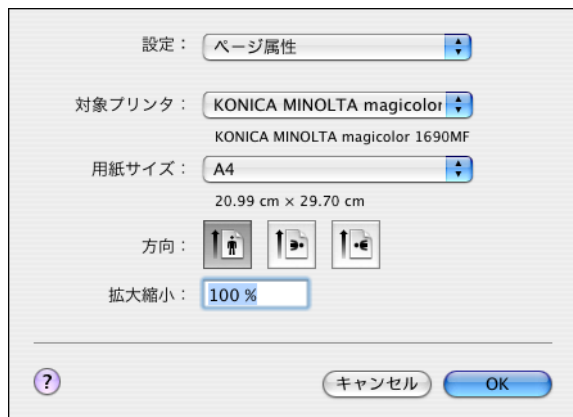 設定： ページ属性
対象プリンタ： KONICA MINOLTA magicolor
KONICA MINOLTA magicolor 1690MF
用紙サイズ： A4
20.99 cm × 29.70 cm
方向：
拡大縮小： 100 %
? キャンセル OK